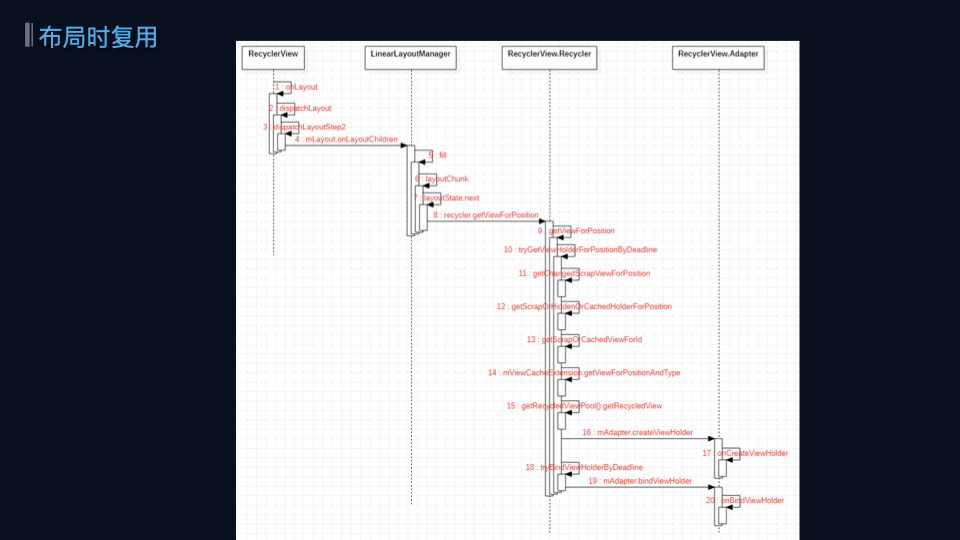 布局时复用
RecyclerView
LinearLayoutManager
RecyclerView.Recycler
RecyclerView.Adapter
1 : onLayout
2 : dispatchLayout
3 : dispatchLayoutStep2
4 : mLayout.onLayoutChildren
5 : fill
6 : layoutChunk
7 : layoutState.next
8 : recycler.getViewForPosition
9 : getViewForPosition
10 : tryGetViewHolderForPositionByDeadline
11 : getChangedScrapViewForPosition
12 : getScrapOrHiddenOrCachedHolderForPosition
13 : getScrapOrCachedViewForId
14 : mViewCacheExtension.getViewForPositionAndType
15 : getRecycledViewPool().getRecycledView
16 : mAdapter.createViewHolder
17 : onCreateViewHolder
18 : tryBindViewHolderByDeadline
19 : mAdapter.bindViewHolder
20 : onBindViewHolder